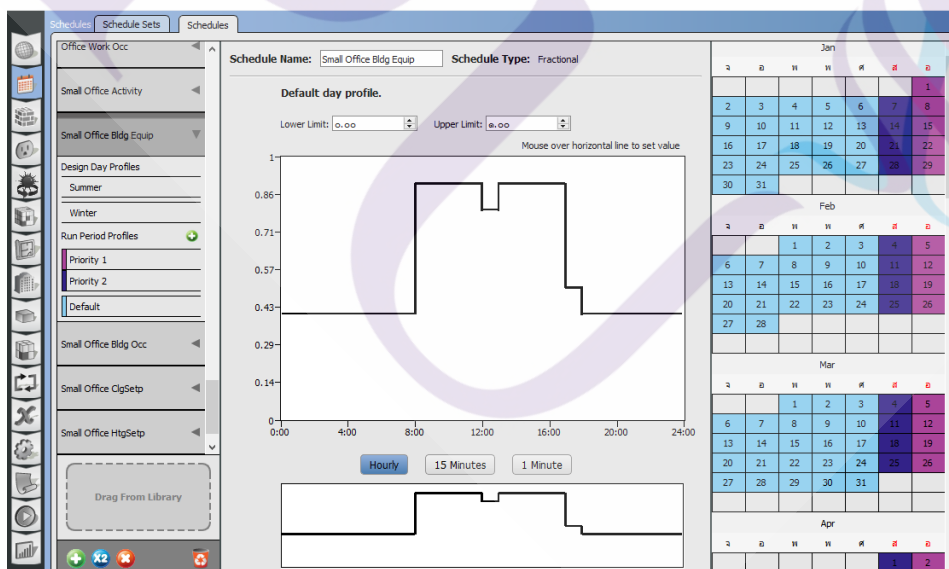 Schedules Schedule Sets Schedules
Office Work Occ
Small Office Activity
Small Office Bldg Equip
Design Day Profiles
Summer
Winter
Run Period Profiles
Priority 1
Priority 2
Default
Small Office Bldg Occ
Small Office ClgSetp
Small Office HtgSetp
Drag From Library
X2
Schedule Name: Small Office Bldg Equip Schedule Type: Fractional
Default day profile.
Lower Limit: ๐.๐๐ Upper Limit: ๑.๐๐
Mouse over horizontal line to set value
1
0.86
0.71
0.57
0.43
0.29
0.14
0
0:00 4:00 8:00 12:00 16:00 20:00 24:00
Hourly 15 Minutes 1 Minute
Jan
จ อ พ พ ศ ส อ
1
2 3 4 5 6 7 8
9 10 11 12 13 14 15
16 17 18 19 20 21 22
23 24 25 26 27 28 29
30 31
Feb
จ อ พ พ ศ ส อ
1 2 3 4 5
6 7 8 9 10 11 12
13 14 15 16 17 18 19
20 21 22 23 24 25 26
27 28
Mar
จ อ พ พ ศ ส อ
1 2 3 4 5
6 7 8 9 10 11 12
13 14 15 16 17 18 19
20 21 22 23 24 25 26
27 28 29 30 31
Apr
จ อ พ พ ศ ส อ
1 2